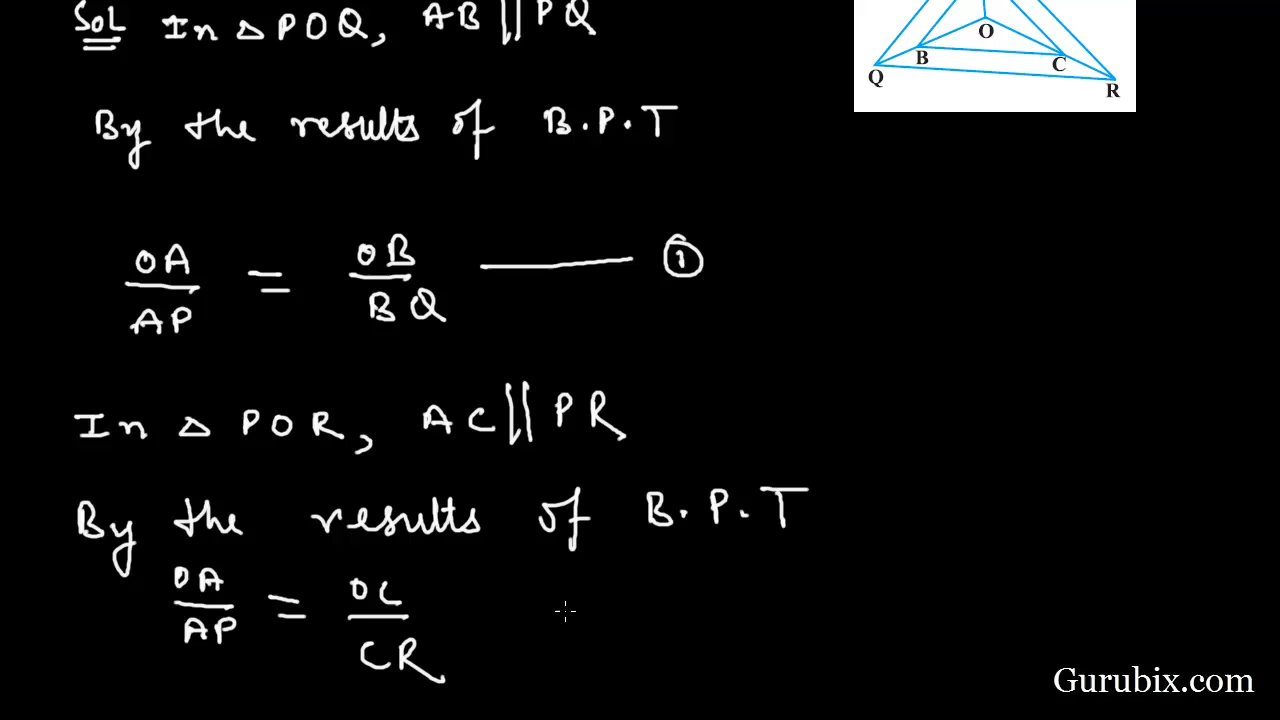 SoL In △ POQ, AB || PQ
By the results of B.P.T
OA/AP = OB/BQ ——— ①
In △ POR, AC || PR
By the results of B.P.T
OA/AP = OC/CR
O
B
C
Q
R
Gurubix.com